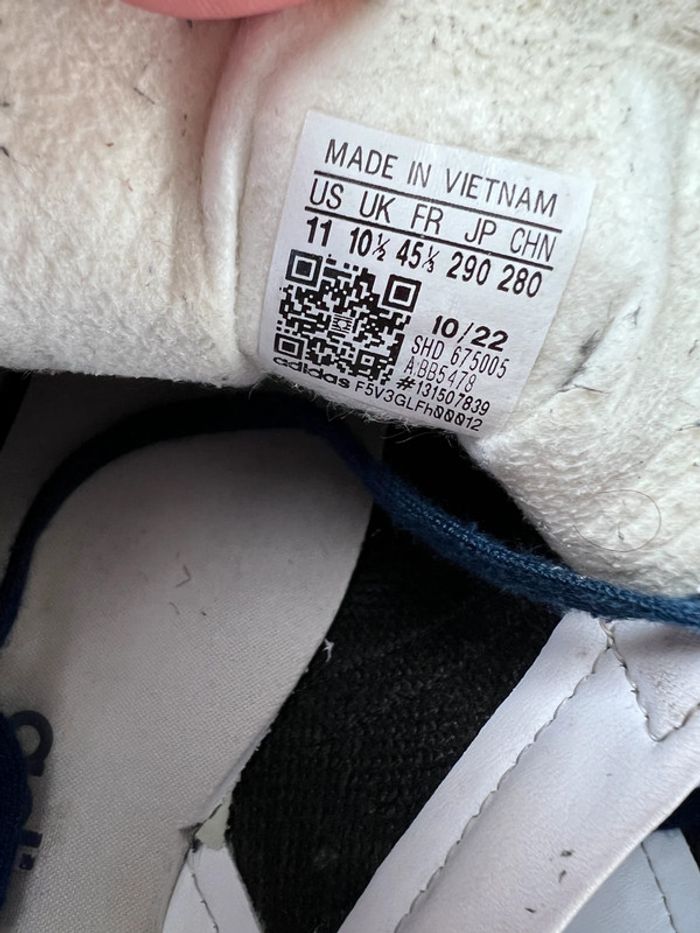 MADE IN VIETNAM
US UK FR JP CHN
11 10½ 45⅓ 290 280
10/22
SHD 675005
ABB5478
#131507839
adidas F5V3GLFh00012